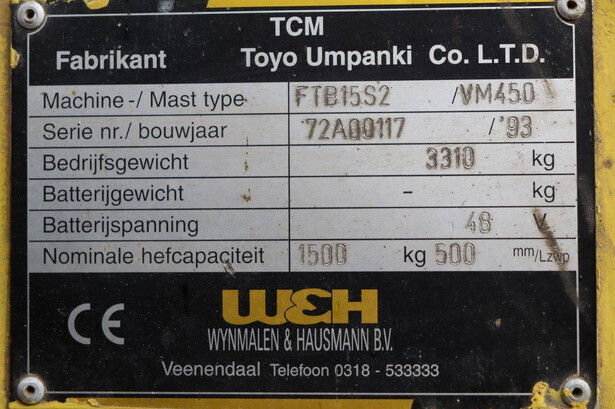 TCM
Fabrikant Toyo Umpanki Co. L.T.D.
Machine -/ Mast type FTB15S2 /VM450
Serie nr./ bouwjaar 72A00117 /'93
Bedrijfsgewicht 3310 kg
Batterijgewicht - kg
Batterijspanning 48 V
Nominale hefcapaciteit 1500 kg 500 mm/Lzwp
CE
W&H
WYNMALEN & HAUSMANN B.V.
Veenendaal Telefoon 0318 - 533333